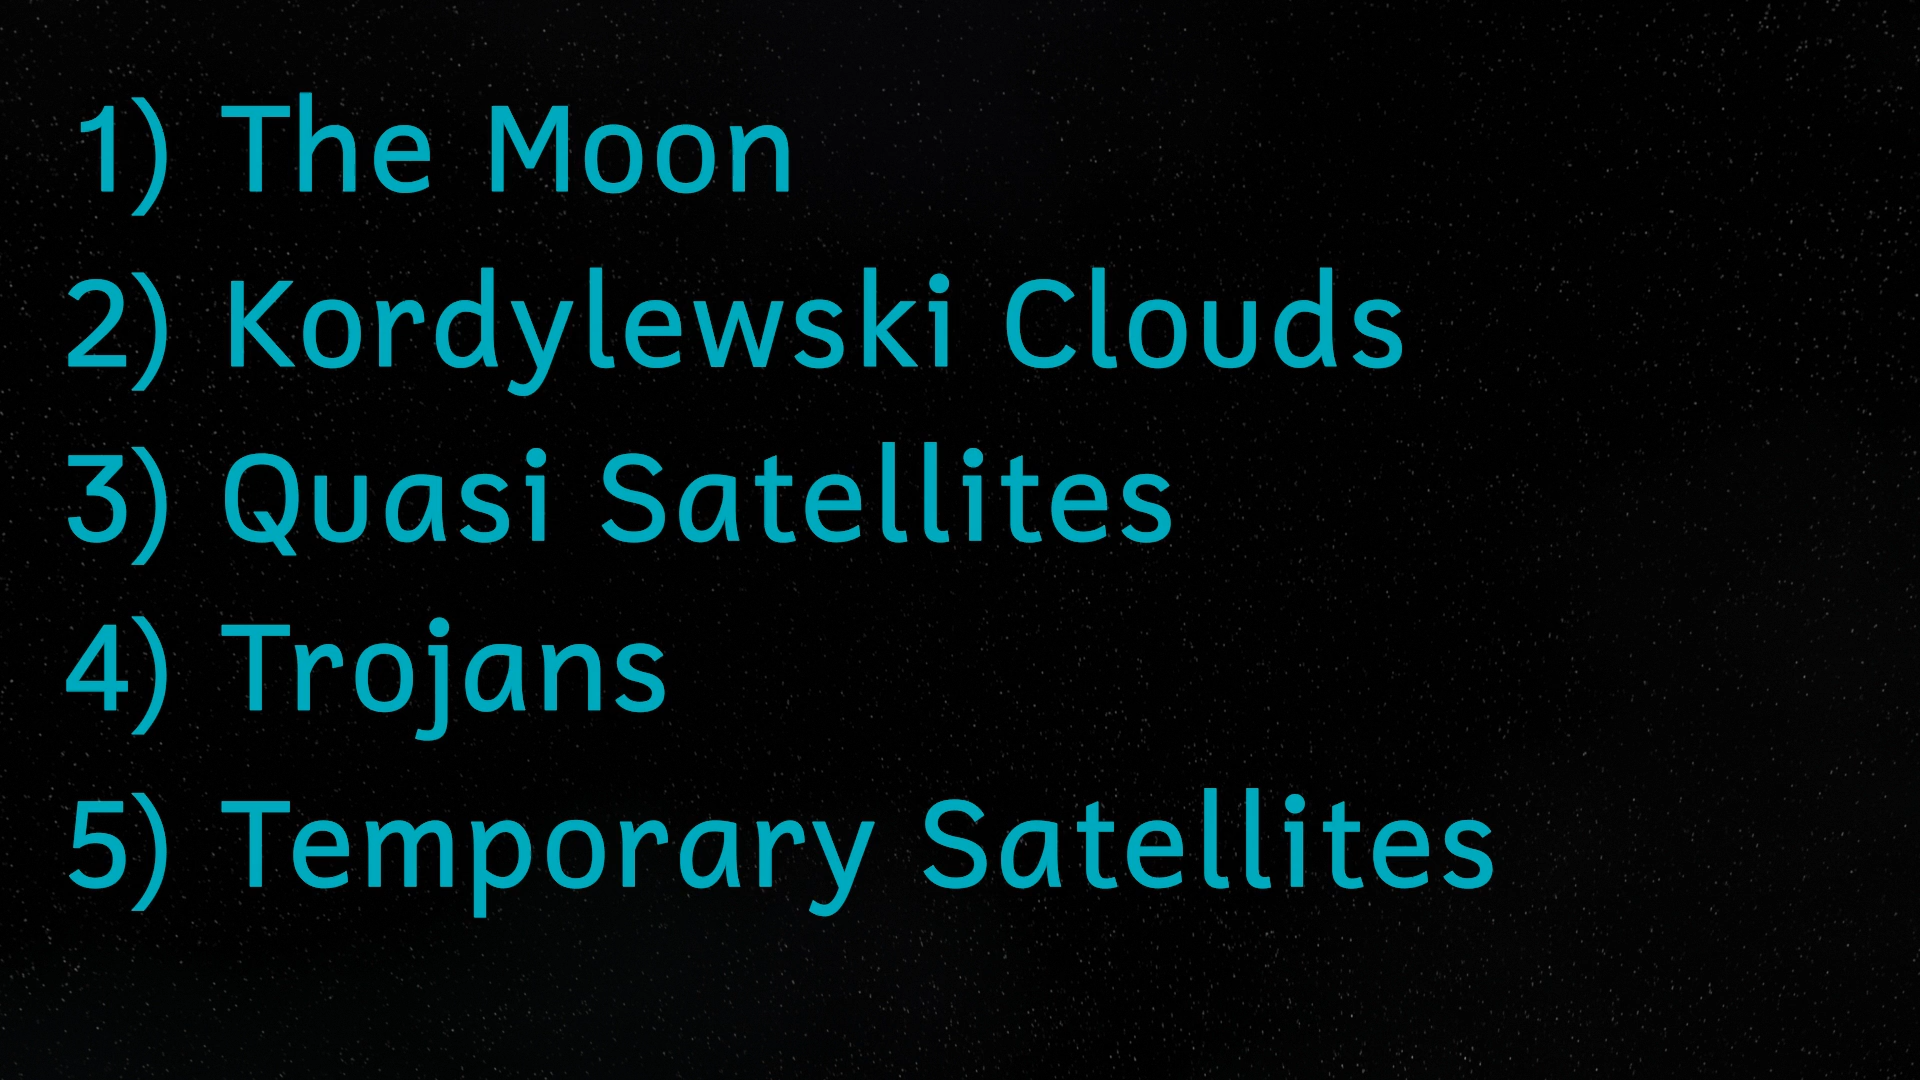 1) The Moon
2) Kordylewski Clouds
3) Quasi Satellites
4) Trojans
5) Temporary Satellites